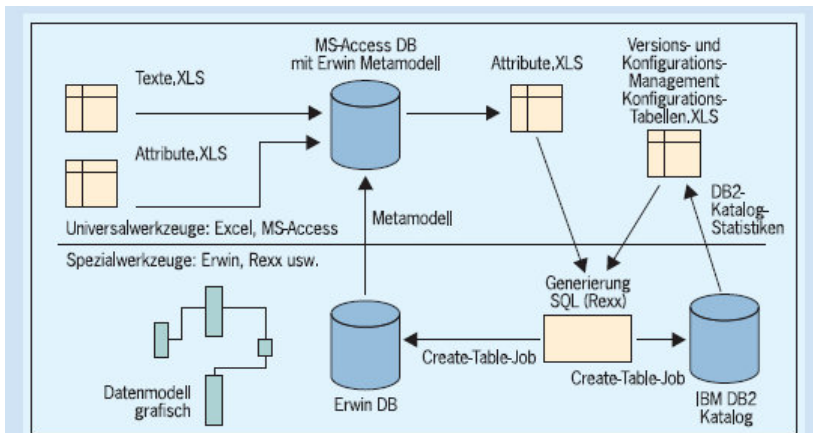 MS-Access DB
mit Erwin Metamodell
Texte,XLS
Attribute,XLS
Versions- und
Konfigurations-
Management
Konfigurations-
Tabellen,XLS
Attribute,XLS
Metamodell
DB2-
Katalog-
Statistiken
Universalwerkzeuge: Excel, MS-Access
Spezialwerkzeuge: Erwin, Rexx usw.
Generierung
SQL (Rexx)
Create-Table-Job
Create-Table-Job
Datenmodell
grafisch
Erwin DB
IBM DB2
Katalog